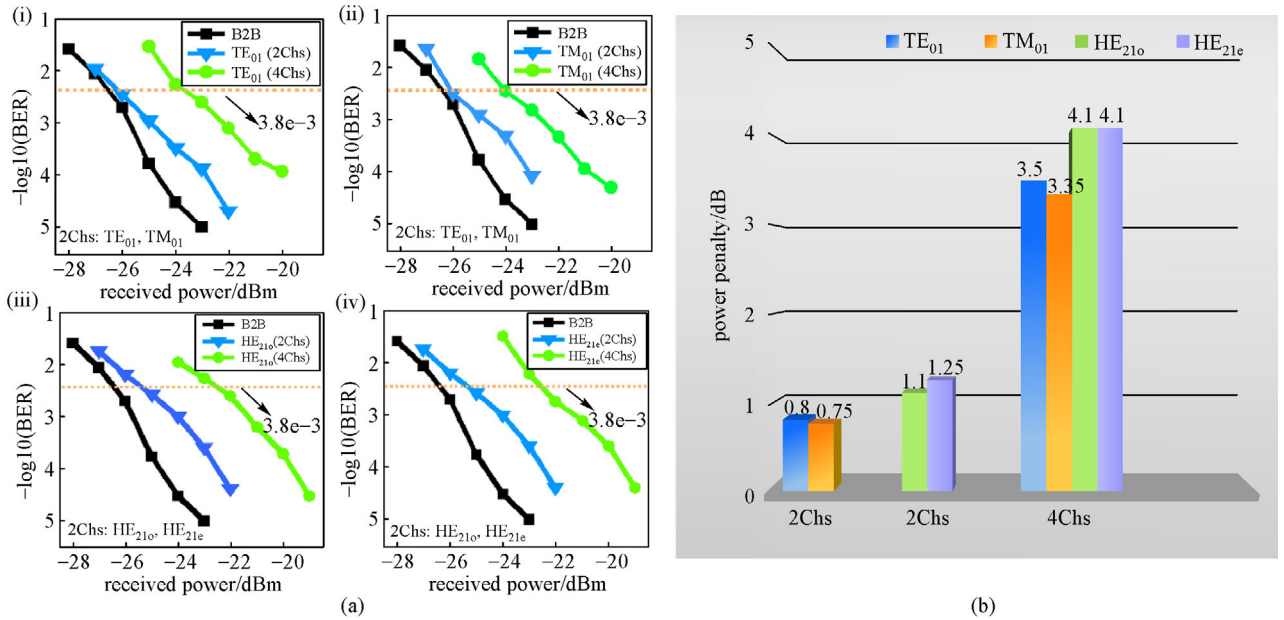 (i)
1
2
3
4
5
−log10(BER)
B2B
TE01 (2Chs)
TE01 (4Chs)
3.8e−3
2Chs: TE01, TM01
−28 −26 −24 −22 −20
received power/dBm
(ii)
1
2
3
4
5
−log10(BER)
B2B
TM01 (2Chs)
TM01 (4Chs)
3.8e−3
2Chs: TE01, TM01
−28 −26 −24 −22 −20
received power/dBm
(iii)
1
2
3
4
5
−log10(BER)
B2B
HE21o(2Chs)
HE21o(4Chs)
3.8e−3
2Chs: HE21o, HE21e
−28 −26 −24 −22 −20
received power/dBm
(iv)
1
2
3
4
5
−log10(BER)
B2B
HE21e(2Chs)
HE21e(4Chs)
3.8e−3
2Chs: HE21o, HE21e
−28 −26 −24 −22 −20
received power/dBm
(a)
TE01 TM01 HE21o HE21e
5
4
3
2
1
0
power penalty/dB
0.8 0.75
1.1 1.25
3.5 3.35 4.1 4.1
2Chs 2Chs 4Chs
(b)